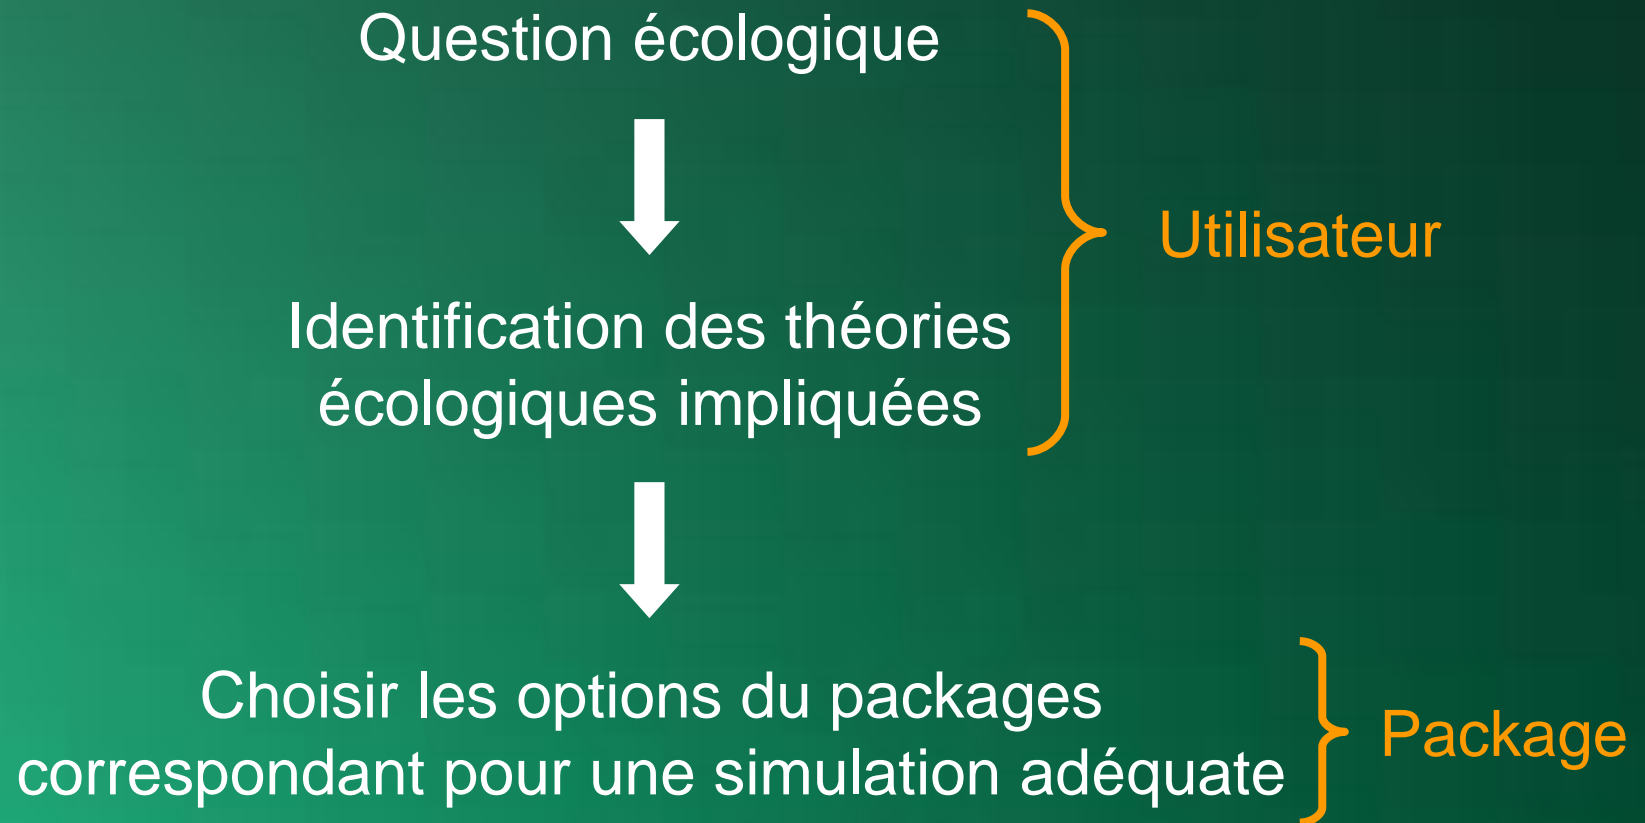 Question écologique
Utilisateur
Identification des théories
écologiques impliquées
Choisir les options du packages
correspondant pour une simulation adéquate
Package